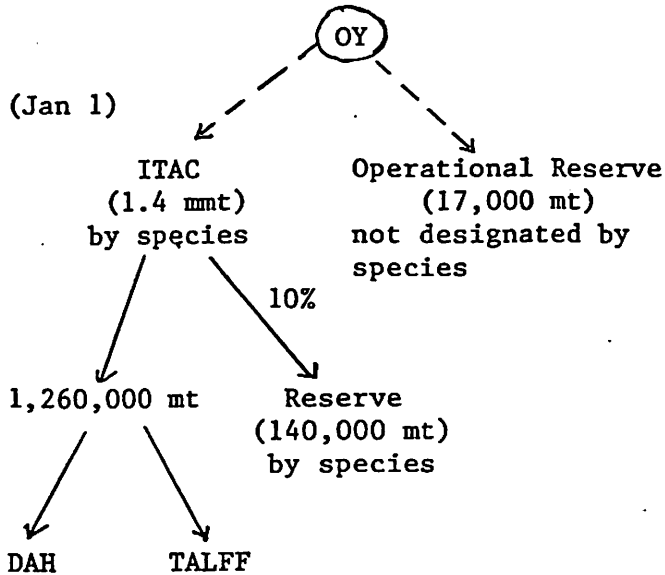 OY
(Jan 1)
ITAC
(1.4 mmt)
by species
Operational Reserve
(17,000 mt)
not designated by
species
10%
1,260,000 mt
Reserve
(140,000 mt)
by species
DAH
TALFF